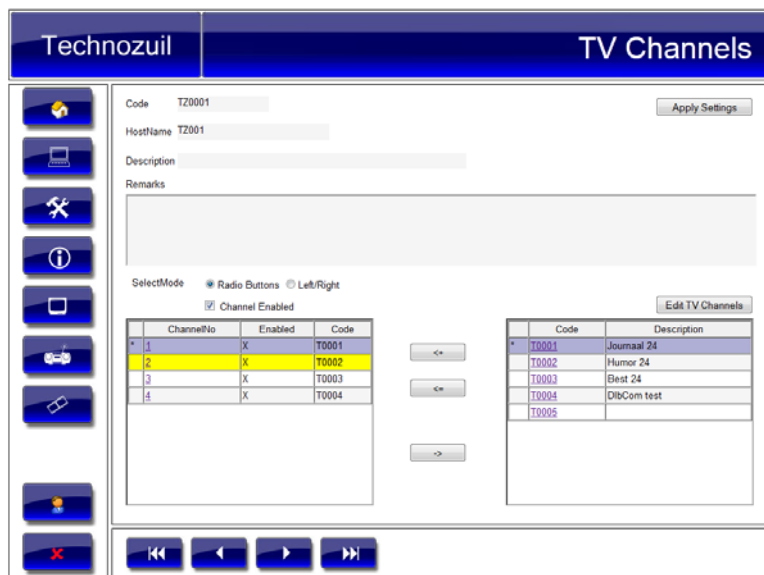 Technozuil
TV Channels
Code TZ0001
Apply Settings
HostName TZ001
Description
Remarks
SelectMode Radio Buttons Left/Right
Channel Enabled
Edit TV Channels
ChannelNo Enabled Code
* 1 X T0001
2 X T0002
3 X T0003
4 X T0004
<+
<=
->
Code Description
* T0001 Journaal 24
T0002 Humor 24
T0003 Best 24
T0004 DlbCom test
T0005